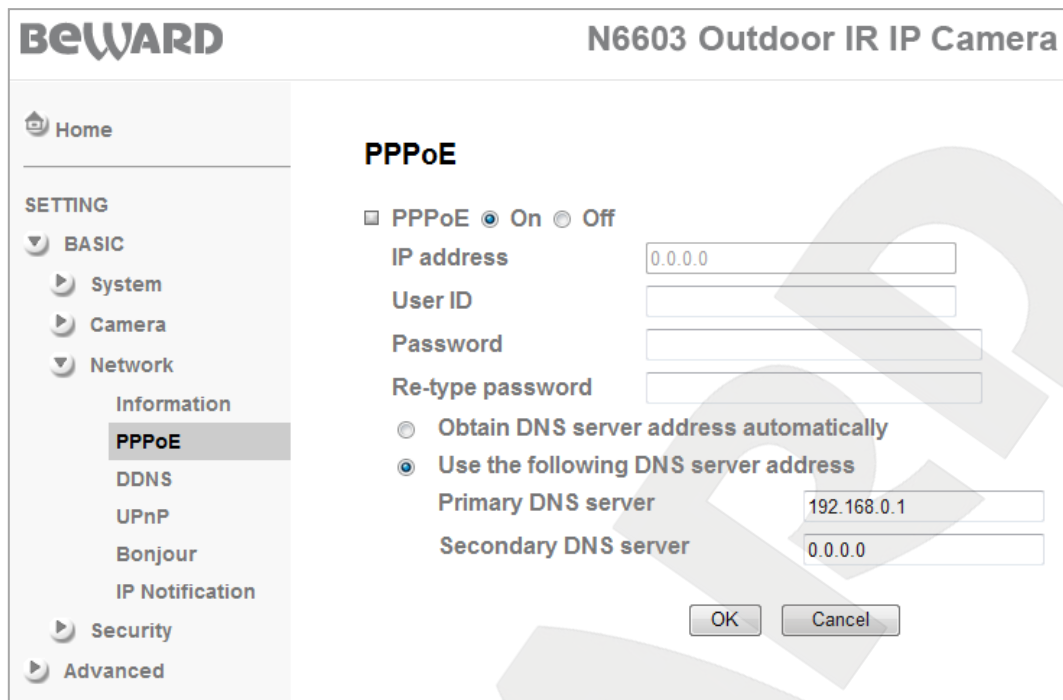 BEWARD
N6603 Outdoor IR IP Camera
Home
SETTING
BASIC
System
Camera
Network
Information
PPPoE
DDNS
UPnP
Bonjour
IP Notification
Security
Advanced
PPPoE
PPPoE On Off
IP address 0.0.0.0
User ID
Password
Re-type password
Obtain DNS server address automatically
Use the following DNS server address
Primary DNS server 192.168.0.1
Secondary DNS server 0.0.0.0
OK Cancel